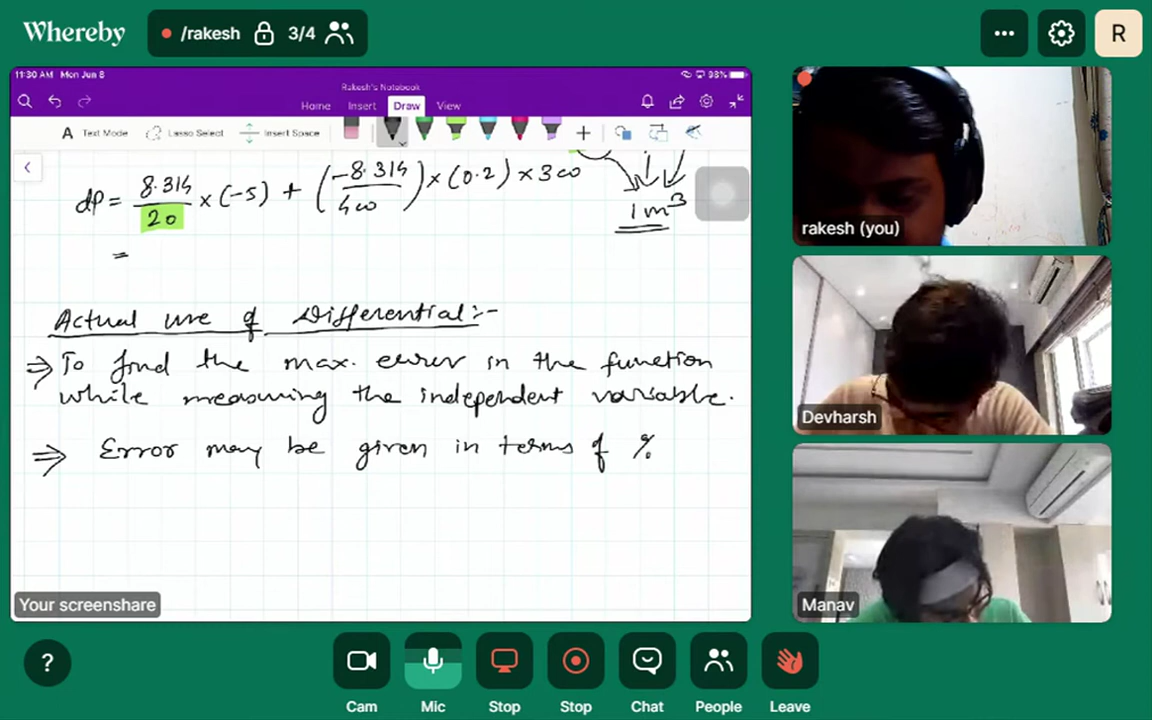 Whereby
/rakesh 3/4
R
11:30 AM Mon Jun 8
98%
Rakesh's Notebook
Home Insert Draw View
A Text Mode Lasso Select Insert Space
dP = 8.314/20 × (-5) + (-8.314/400) × (0.2) × 300
1 m³
=
Actual use of Differential:-
⇒ To find the max. error in the function
while measuring the independent variable.
⇒ Error may be given in terms of %
Your screenshare
rakesh (you)
Devharsh
Manav
?
Cam Mic Stop Stop Chat People Leave